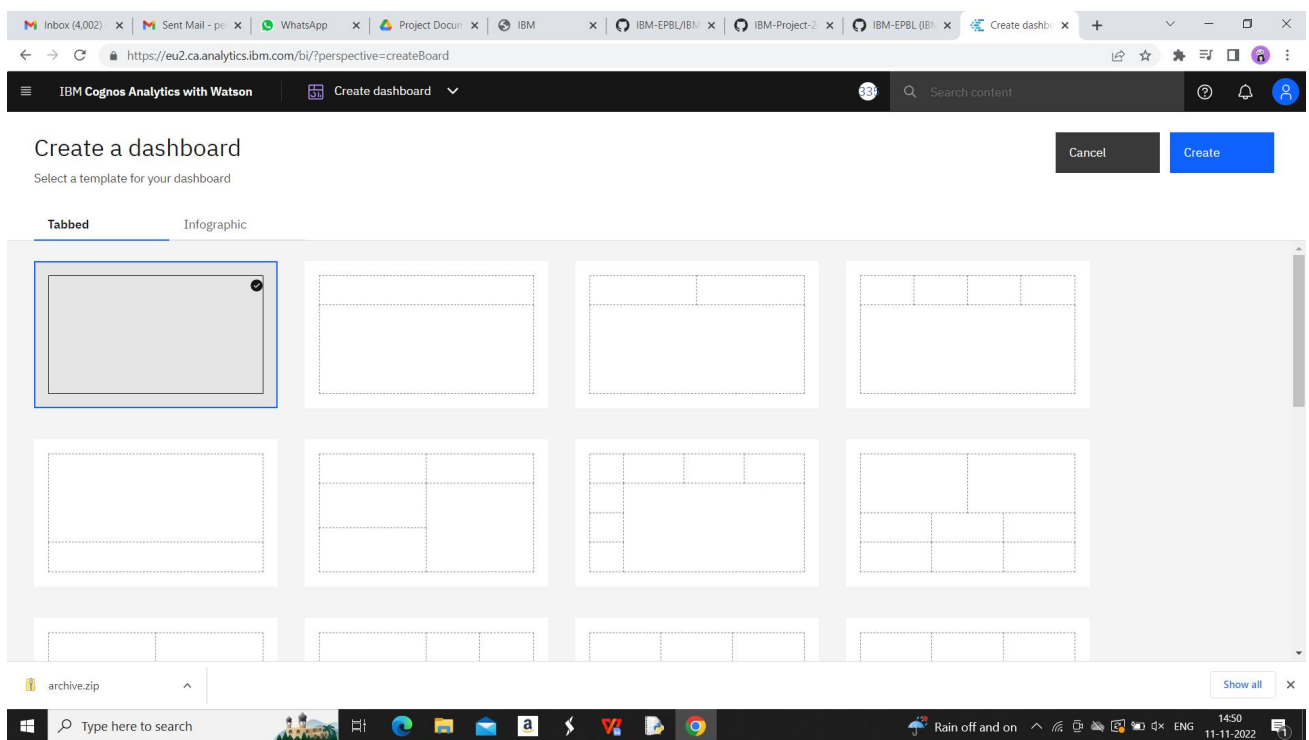 Inbox (4,002) - Sent Mail - pe WhatsApp Project Docum IBM IBM-EPBL/IBM IBM-Project-2 IBM-EPBL (IBM Create dashbo
https://eu2.ca.analytics.ibm.com/bi/?perspective=createBoard
IBM Cognos Analytics with Watson Create dashboard Search content
Create a dashboard
Cancel Create
Select a template for your dashboard
Tabbed Infographic
archive.zip Show all
Type here to search Rain off and on ENG 14:50
11-11-2022